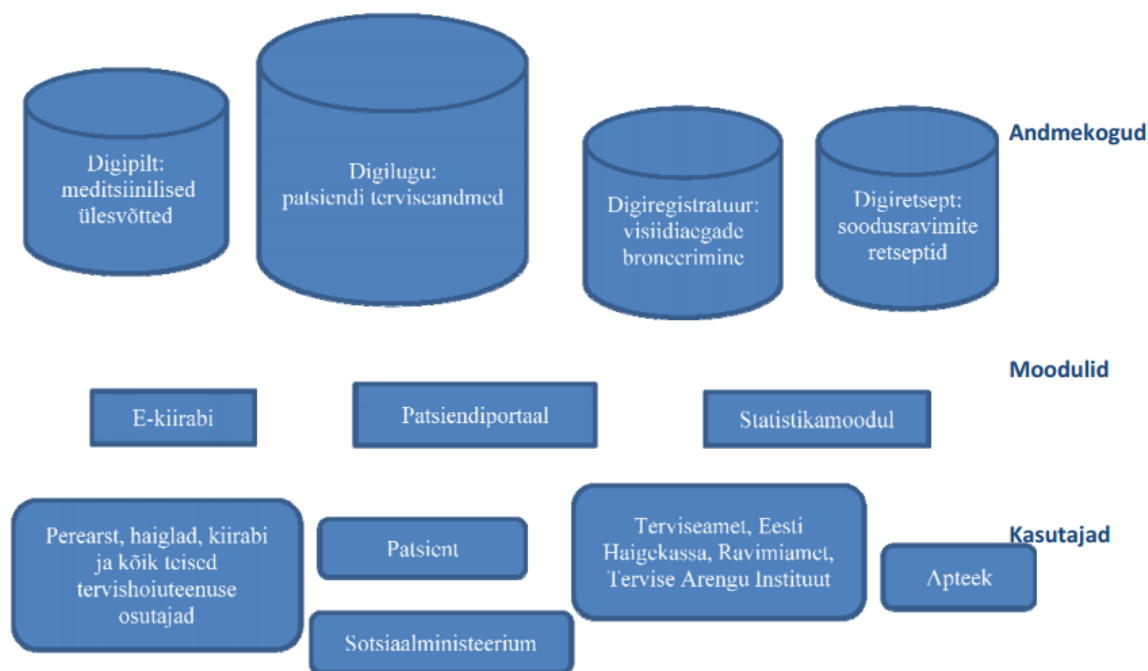 Digipilt:
meditsiinilised
ülesvõtted
Digilugu:
patsiendi terviseandmed
Digiregistratuur:
visiidiaegade
broneerimine
Digiretsept:
soodusravimite
retseptid
Andmekogud
Moodulid
E-kiirabi
Patsiendiportaal
Statistikamoodul
Perearst, haiglad, kiirabi
ja kõik teised
tervishoiuteenuse
osutajad
Patsient
Sotsiaalministeerium
Terviseamet, Eesti
Haigekassa, Ravimiamet,
Tervise Arengu Instituut
Kasutajad
Apteek